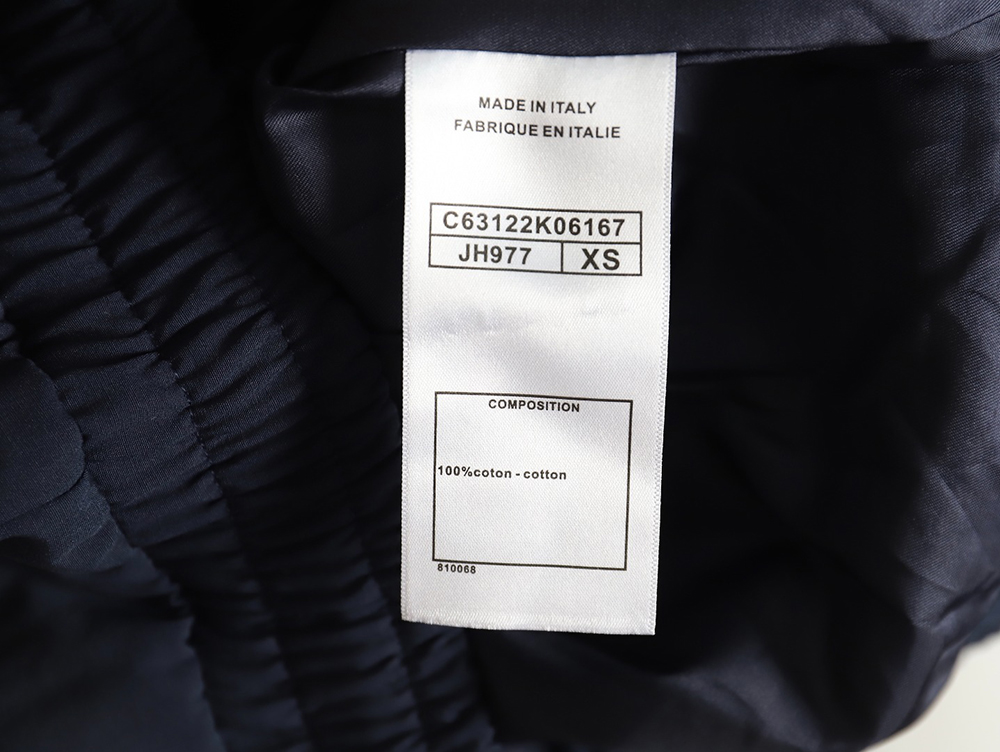 MADE IN ITALY
FABRIQUE EN ITALIE
C63122K06167
JH977 XS
COMPOSITION
100%coton - cotton
810068